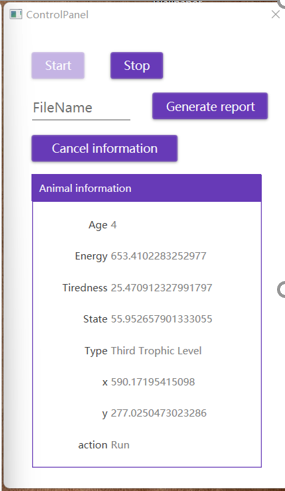 ControlPanel
Start Stop
FileName Generate report
Cancel information
Animal information
Age 4
Energy 653.4102283252977
Tiredness 25.470912327991797
State 55.952657901333055
Type Third Trophic Level
x 590.17195415098
y 277.0250473023286
action Run